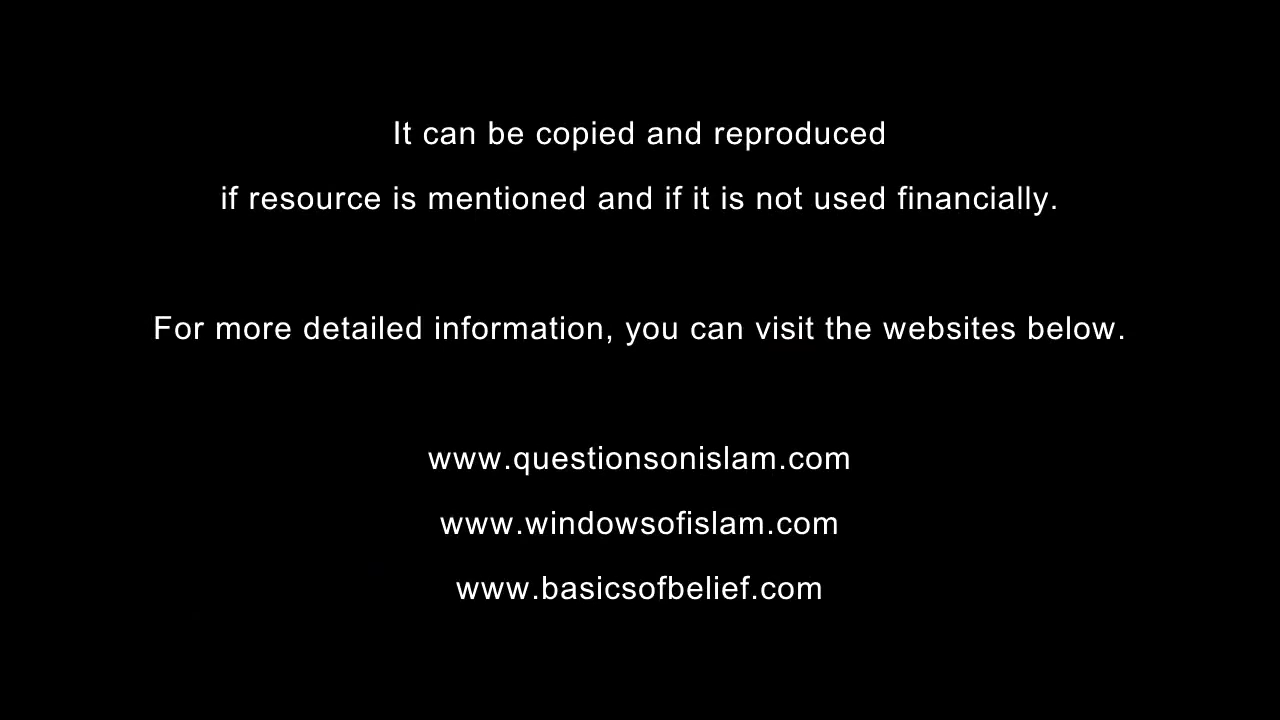 It can be copied and reproduced
if resource is mentioned and if it is not used financially.
For more detailed information, you can visit the websites below.
www.questionsonislam.com
www.windowsofislam.com
www.basicsofbelief.com